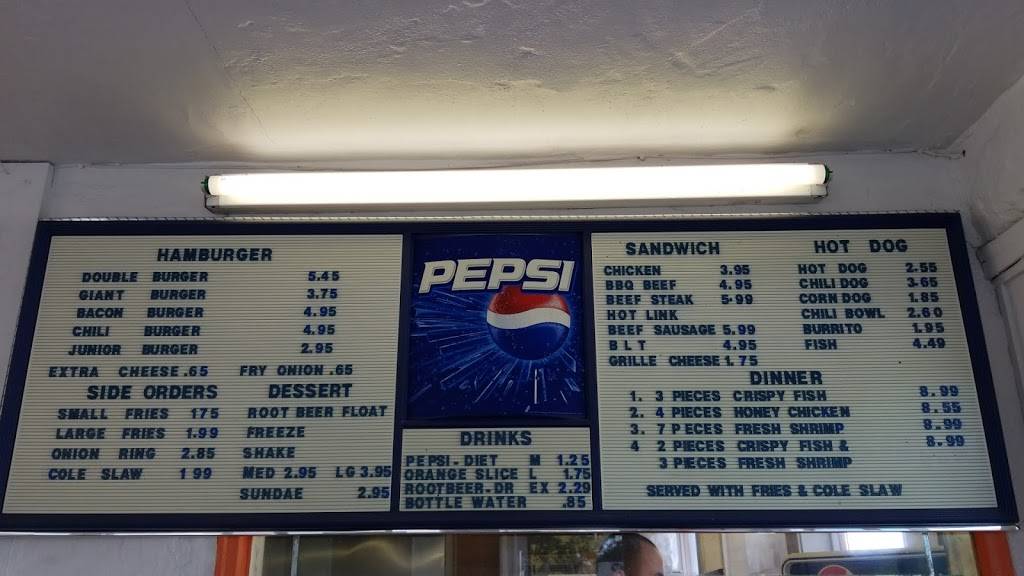 HAMBURGER
DOUBLE BURGER 5.45
GIANT BURGER 3.75
BACON BURGER 4.95
CHILI BURGER 4.95
JUNIOR BURGER 2.95
EXTRA CHEESE .65 FRY ONION .65
SIDE ORDERS
SMALL FRIES 175
LARGE FRIES 1.99
ONION RING 2.85
COLE SLAW 1 99
DESSERT
ROOT BEER FLOAT
FREEZE
SHAKE
MED 2.95 LG 3.95
SUNDAE 2.95
PEPSI
DRINKS
PEPSI-DIET M 1.25
ORANGE SLICE L 1.75
ROOTBEER-DR EX 2.29
BOTTLE WATER .85
SANDWICH
CHICKEN 3.95
BBQ BEEF 4.95
BEEF STEAK 5.99
HOT LINK
BEEF SAUSAGE 5.99
B L T 4.95
GRILLE CHEESE 1.75
HOT DOG
HOT DOG 2.55
CHILI DOG 3.65
CORN DOG 1.85
CHILI BOWL 2.60
BURRITO 1.95
FISH 4.49
DINNER
1. 3 PIECES CRISPY FISH 8.99
2. 4 PIECES HONEY CHICKEN 8.55
3. 7 P ECES FRESH SHRIMP 8.99
4 2 PIECES CRISPY FISH & 8.99
3 PIECES FRESH SHRIMP
SERVED WITH FRIES & COLE SLAW